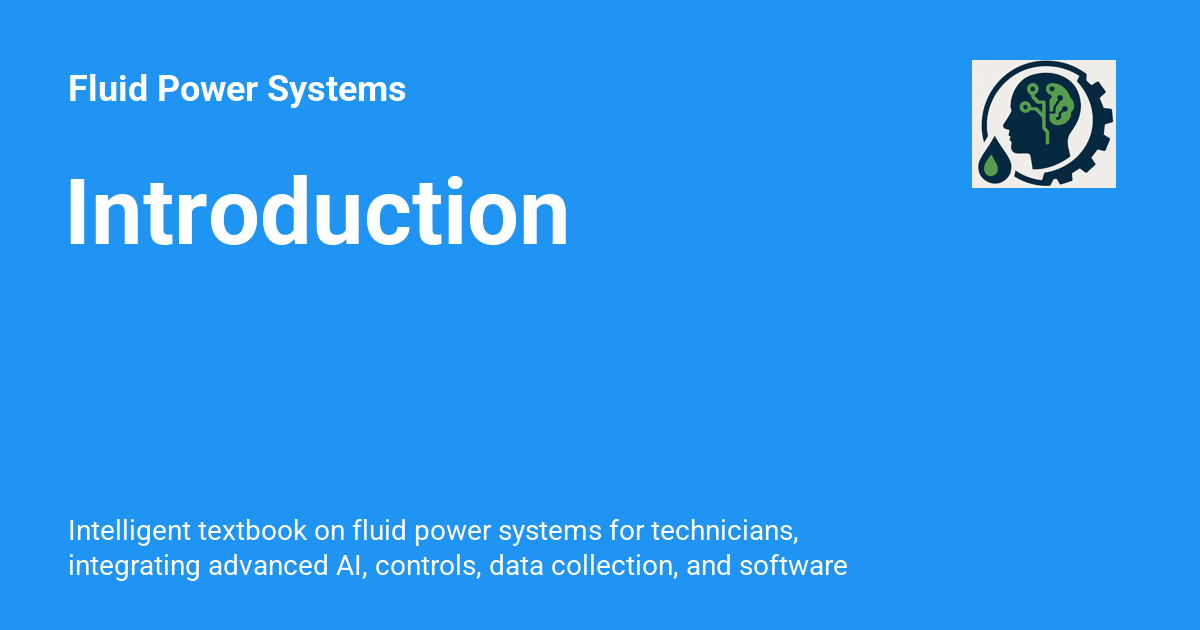 Fluid Power Systems
Introduction
Intelligent textbook on fluid power systems for technicians,
integrating advanced AI, controls, data collection, and software